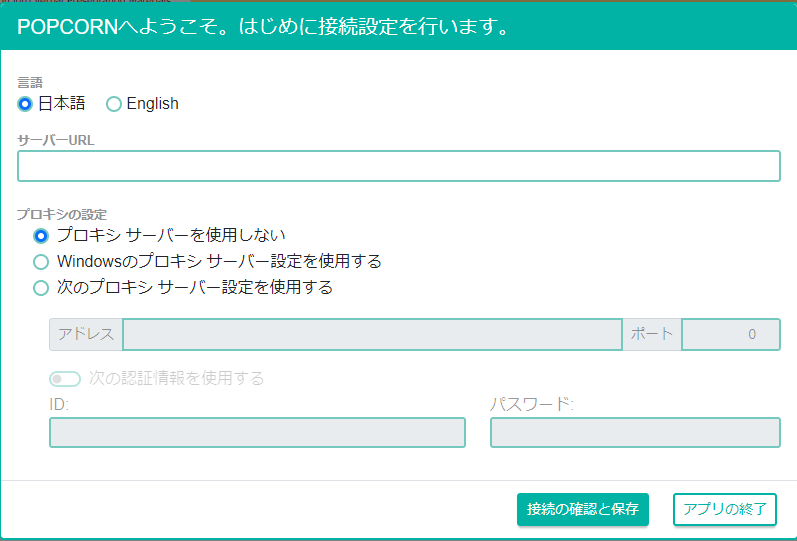 POPCORNへようこそ。はじめに接続設定を行います。
言語
日本語 English
サーバーURL
プロキシの設定
プロキシ サーバーを使用しない
Windowsのプロキシ サーバー設定を使用する
次のプロキシ サーバー設定を使用する
アドレス ポート 0
次の認証情報を使用する
ID: パスワード:
接続の確認と保存 アプリの終了